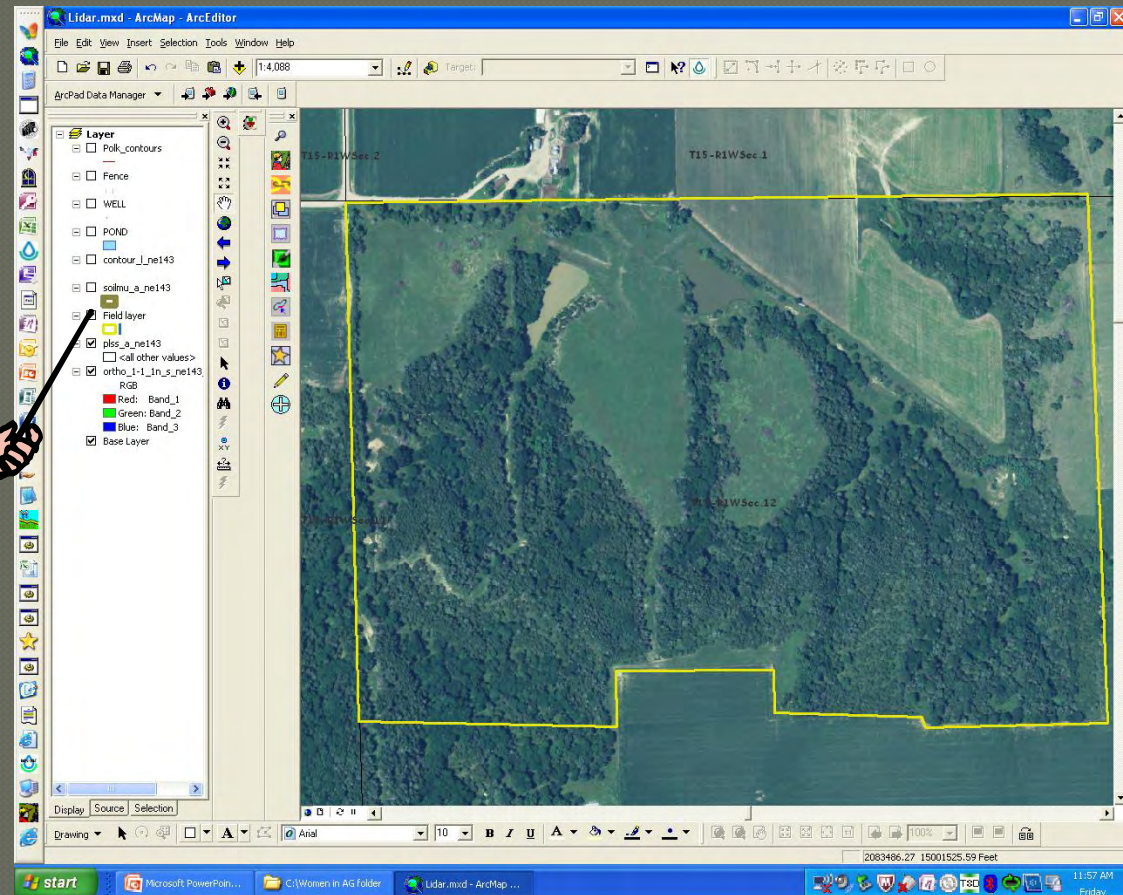 Lidar.mxd - ArcMap - ArcEditor
File Edit View Insert Selection Tools Window Help
1:4,088 Target:
ArcPad Data Manager
Layer
Polk_contours
Fence
WELL
POND
contour_l_ne143
soilmu_a_ne143
Field layer
plss_a_ne143
<all other values>
ortho_1-1_1n_s_ne143
RGB
Red: Band_1
Green: Band_2
Blue: Band_3
Base Layer
T15-R1WSec.2
T15-R1WSec.1
Display Source Selection
Drawing A Arial 10 B I U A 100%
2083486.27 15001525.59 Feet
start Microsoft PowerPoin... C:\Women in AG folder Lidar.mxd - ArcMap ... TSD 11:57 AM
Friday